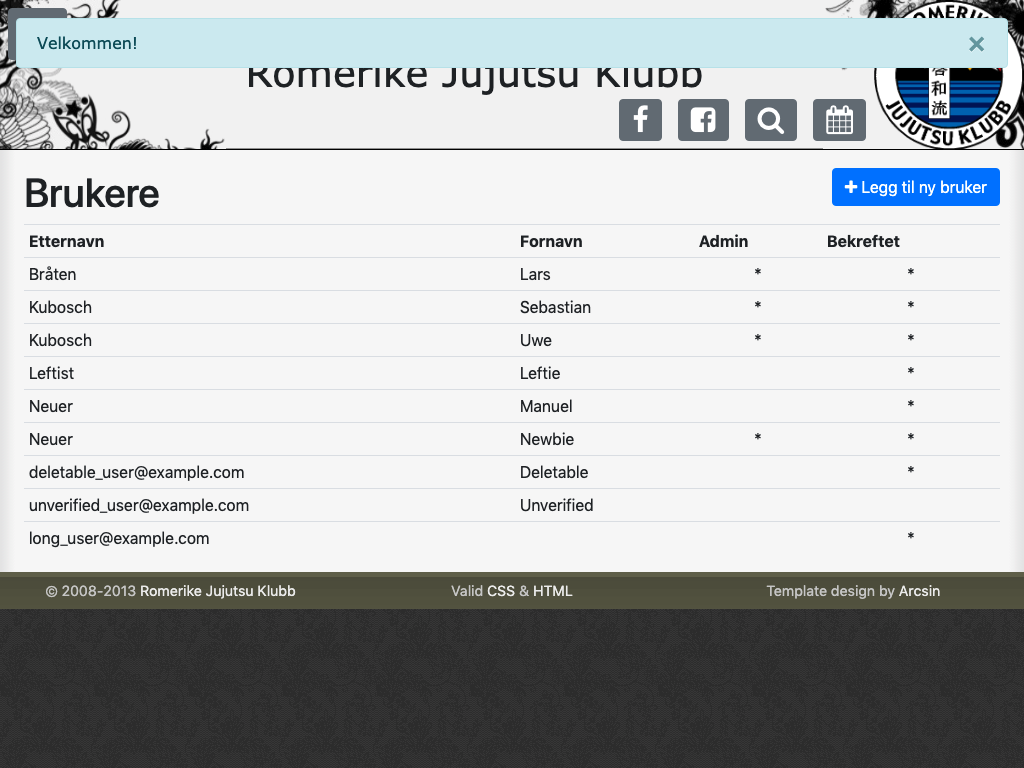 Velkommen! ×
Romerike Jujutsu Klubb
ROMERIKE
和流
JUJUTSU KLUBB
Brukere
Legg til ny bruker
Etternavn Fornavn Admin Bekreftet
Bråten Lars * *
Kubosch Sebastian * *
Kubosch Uwe * *
Leftist Leftie *
Neuer Manuel *
Neuer Newbie * *
deletable_user@example.com Deletable *
unverified_user@example.com Unverified
long_user@example.com *
© 2008-2013 Romerike Jujutsu Klubb Valid CSS & HTML Template design by Arcsin